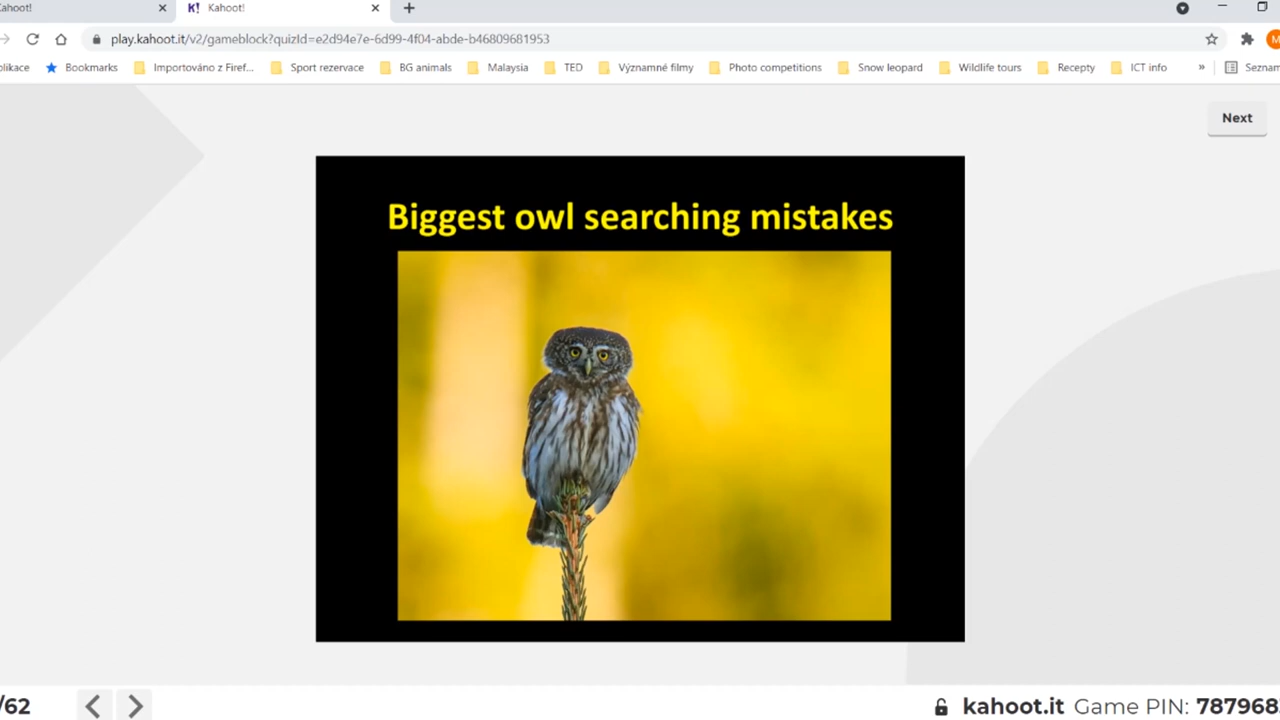 Kahoot!
Kahoot!
play.kahoot.it/v2/gameblock?quizId=e2d94e7e-6d99-4f04-abde-b46809681953
plikace
Bookmarks
Importováno z Firef...
Sport rezervace
BG animals
Malaysia
TED
Významné filmy
Photo competitions
Snow leopard
Wildlife tours
Recepty
ICT info
»
Seznam
M
Next
Biggest owl searching mistakes
/62
kahoot.it Game PIN: 787968